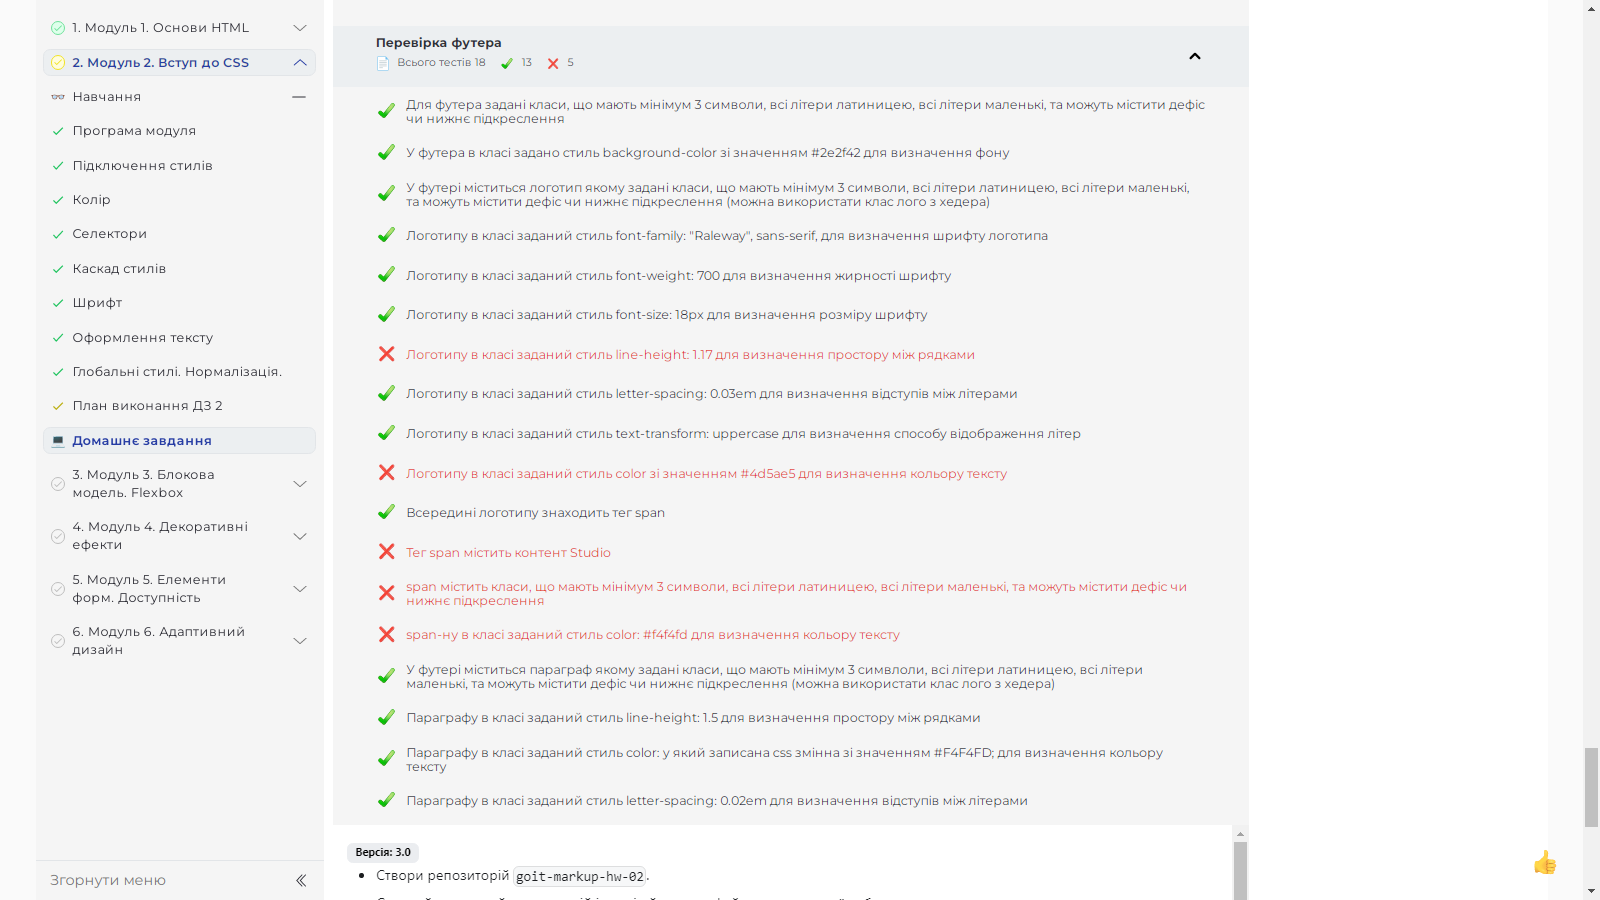 1. Модуль 1. Основи HTML
2. Модуль 2. Вступ до CSS
Навчання
Програма модуля
Підключення стилів
Колір
Селектори
Каскад стилів
Шрифт
Оформлення тексту
Глобальні стилі. Нормалізація.
План виконання ДЗ 2
Домашнє завдання
3. Модуль 3. Блокова
модель. Flexbox
4. Модуль 4. Декоративні
ефекти
5. Модуль 5. Елементи
форм. Доступність
6. Модуль 6. Адаптивний
дизайн
Згорнути меню
Перевірка футера
Всього тестів 18 13 5
Для футера задані класи, що мають мінімум 3 символи, всі літери латиницею, всі літери маленькі, та можуть містити дефіс
чи нижнє підкреслення
У футера в класі задано стиль background-color зі значенням #2e2f42 для визначення фону
У футері міститься логотип якому задані класи, що мають мінімум 3 символи, всі літери латиницею, всі літери маленькі,
та можуть містити дефіс чи нижнє підкреслення (можна використати клас лого з хедера)
Логотипу в класі заданий стиль font-family: "Raleway", sans-serif, для визначення шрифту логотипа
Логотипу в класі заданий стиль font-weight: 700 для визначення жирності шрифту
Логотипу в класі заданий стиль font-size: 18px для визначення розміру шрифту
Логотипу в класі заданий стиль line-height: 1.17 для визначення простору між рядками
Логотипу в класі заданий стиль letter-spacing: 0.03em для визначення відступів між літерами
Логотипу в класі заданий стиль text-transform: uppercase для визначення способу відображення літер
Логотипу в класі заданий стиль color зі значенням #4d5ae5 для визначення кольору тексту
Всередині логотипу знаходить тег span
Тег span містить контент Studio
span містить класи, що мають мінімум 3 символи, всі літери латиницею, всі літери маленькі, та можуть містити дефіс чи
нижнє підкреслення
span-ну в класі заданий стиль color: #f4f4fd для визначення кольору тексту
У футері міститься параграф якому задані класи, що мають мінімум 3 симвлоли, всі літери латиницею, всі літери
маленькі, та можуть містити дефіс чи нижнє підкреслення (можна використати клас лого з хедера)
Параграфу в класі заданий стиль line-height: 1.5 для визначення простору між рядками
Параграфу в класі заданий стиль color: у який записана css змінна зі значенням #F4F4FD; для визначення кольору
тексту
Параграфу в класі заданий стиль letter-spacing: 0.02em для визначення відступів між літерами
Версія: 3.0
Створи репозиторій goit-markup-hw-02.